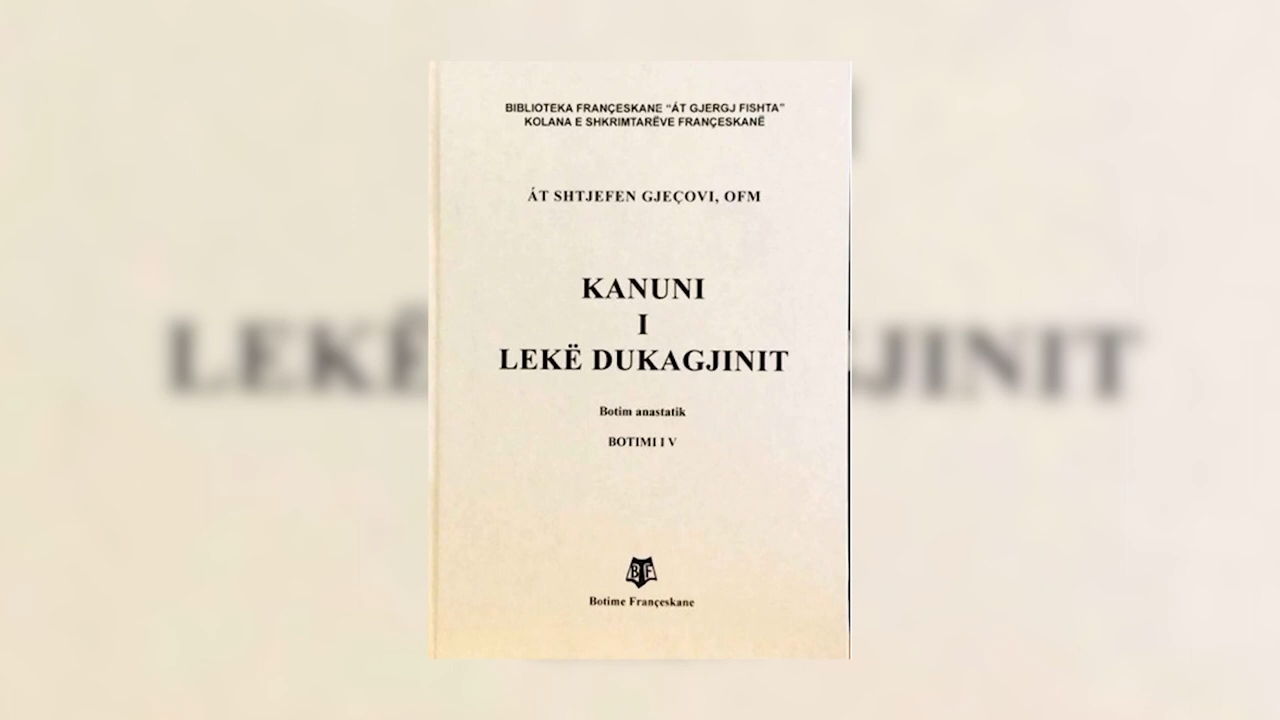 BIBLIOTEKA FRANÇESKANE "ÁT GJERGJ FISHTA"
KOLANA E SHKRIMTARËVE FRANÇESKANË
ÁT SHTJEFEN GJEÇOVI, OFM
KANUNI
I
LEKË DUKAGJINIT
Botim anastatik
BOTIMI I V
BTF
Botime Françeskane